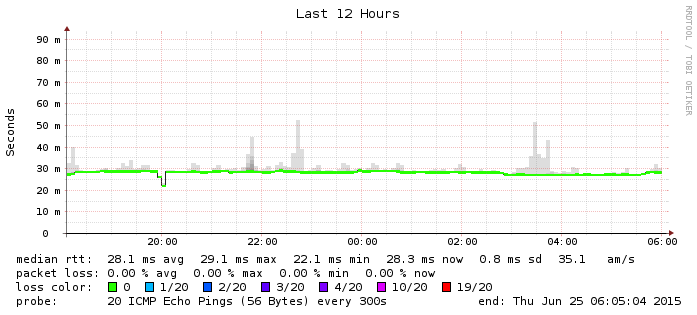 Last 12 Hours
RRDTOOL / TOBI OETIKER
Seconds
90 m
80 m
70 m
60 m
50 m
40 m
30 m
20 m
10 m
0
20:00 22:00 00:00 02:00 04:00 06:00
median rtt: 28.1 ms avg 29.1 ms max 22.1 ms min 28.3 ms now 0.8 ms sd 35.1 am/s
packet loss: 0.00 % avg 0.00 % max 0.00 % min 0.00 % now
loss color: 0 1/20 2/20 3/20 4/20 10/20 19/20
probe: 20 ICMP Echo Pings (56 Bytes) every 300s end: Thu Jun 25 06:05:04 2015